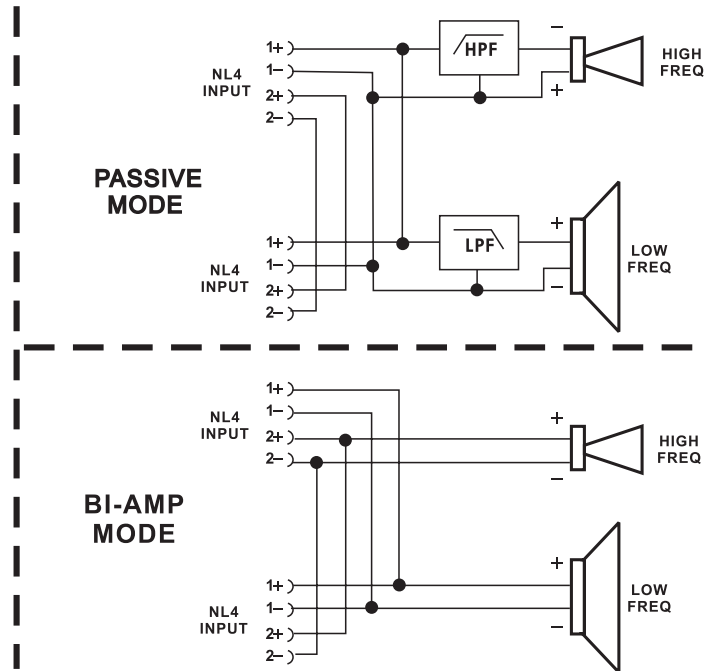 1+
1−
2+
2−
NL4
INPUT
HPF
−
+
HIGH
FREQ
PASSIVE
MODE
1+
1−
2+
2−
NL4
INPUT
LPF
+
−
LOW
FREQ
1+
1−
2+
2−
NL4
INPUT
+
−
HIGH
FREQ
BI-AMP
MODE
1+
1−
2+
2−
NL4
INPUT
+
−
LOW
FREQ